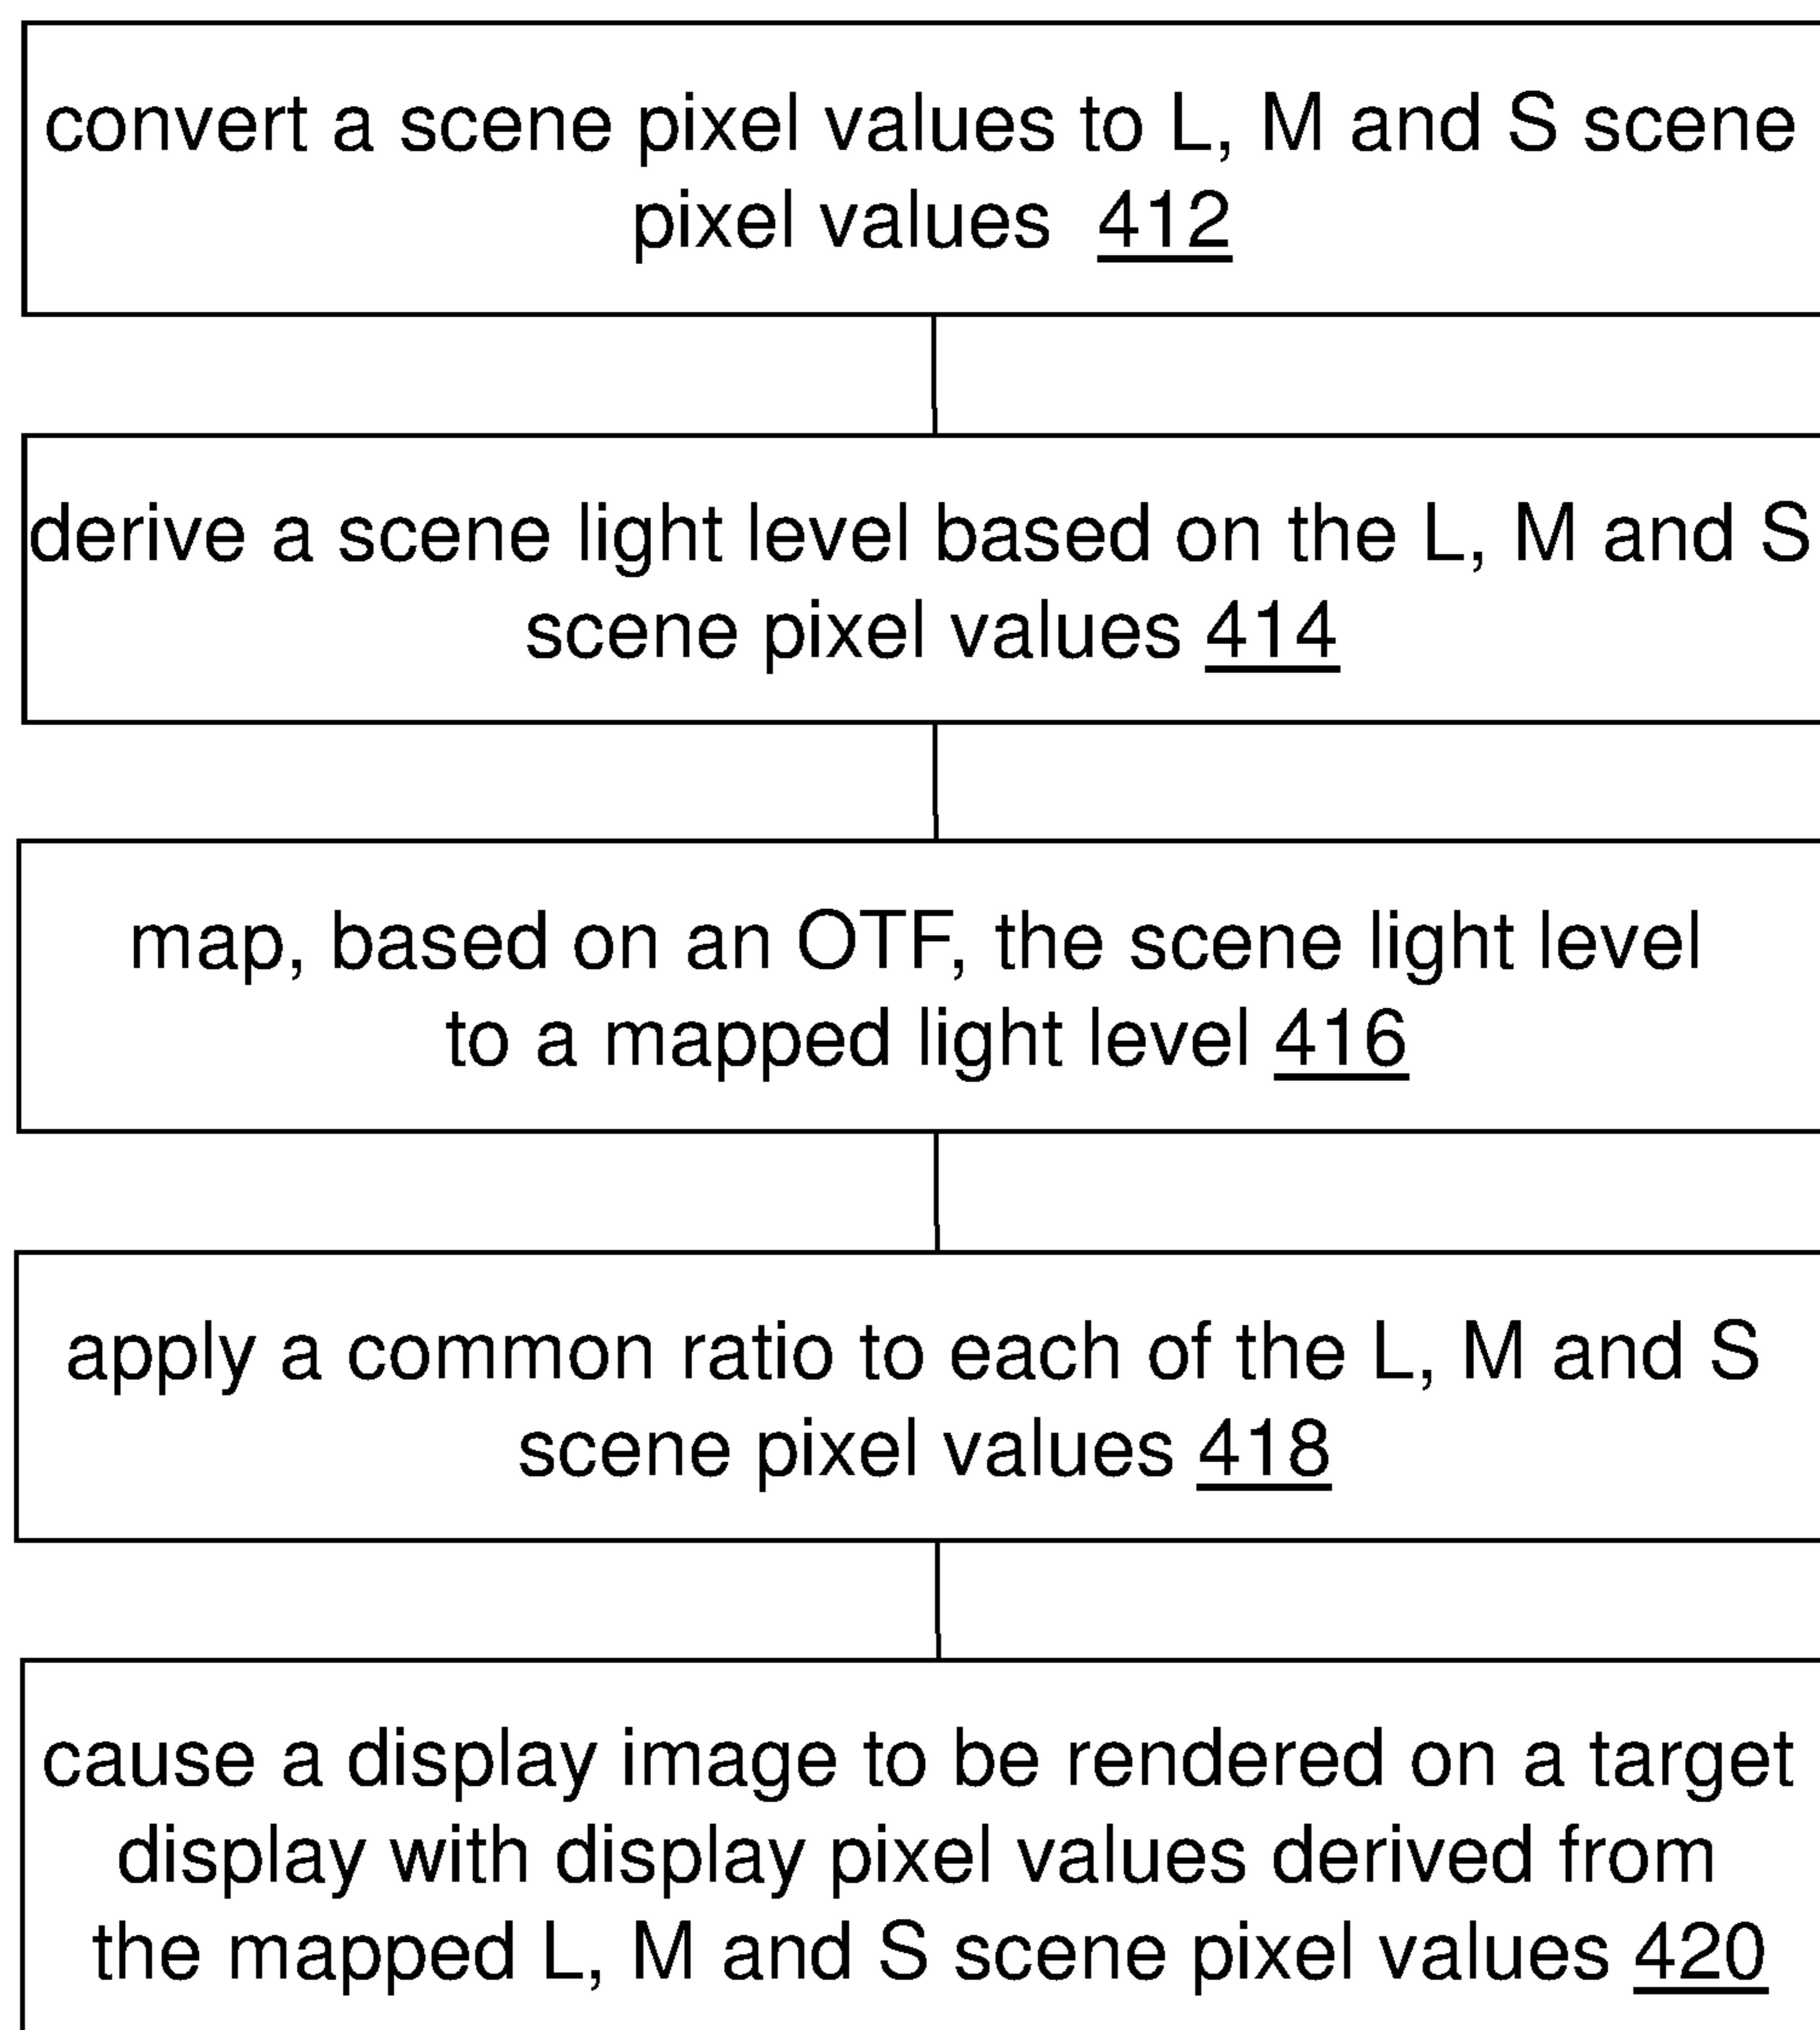 convert a scene pixel values to L, M and S scene
pixel values 412
derive a scene light level based on the L, M and S
scene pixel values 414
map, based on an OTF, the scene light level
to a mapped light level 416
apply a common ratio to each of the L, M and S
scene pixel values 418
cause a display image to be rendered on a target
display with display pixel values derived from
the mapped L, M and S scene pixel values 420